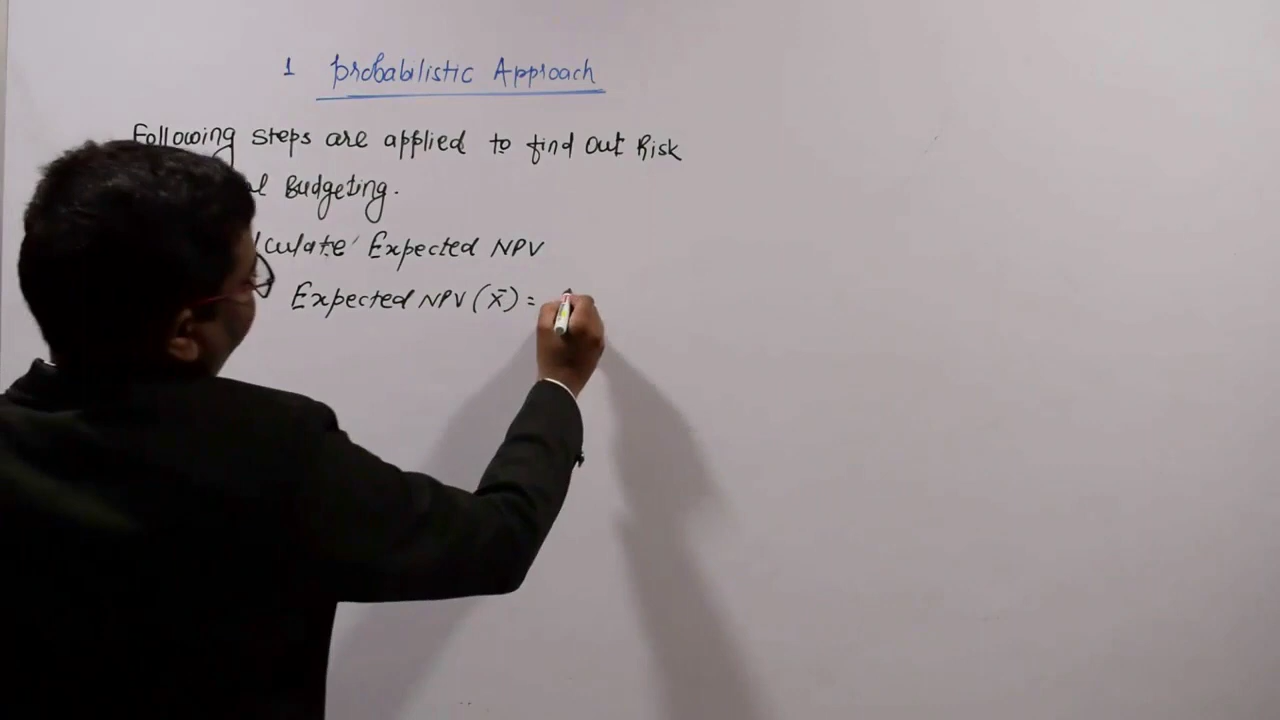 1 Probabilistic Approach
Following steps are applied to find out Risk
Budgeting.
Expected NPV
Expected NPV (x̄) =